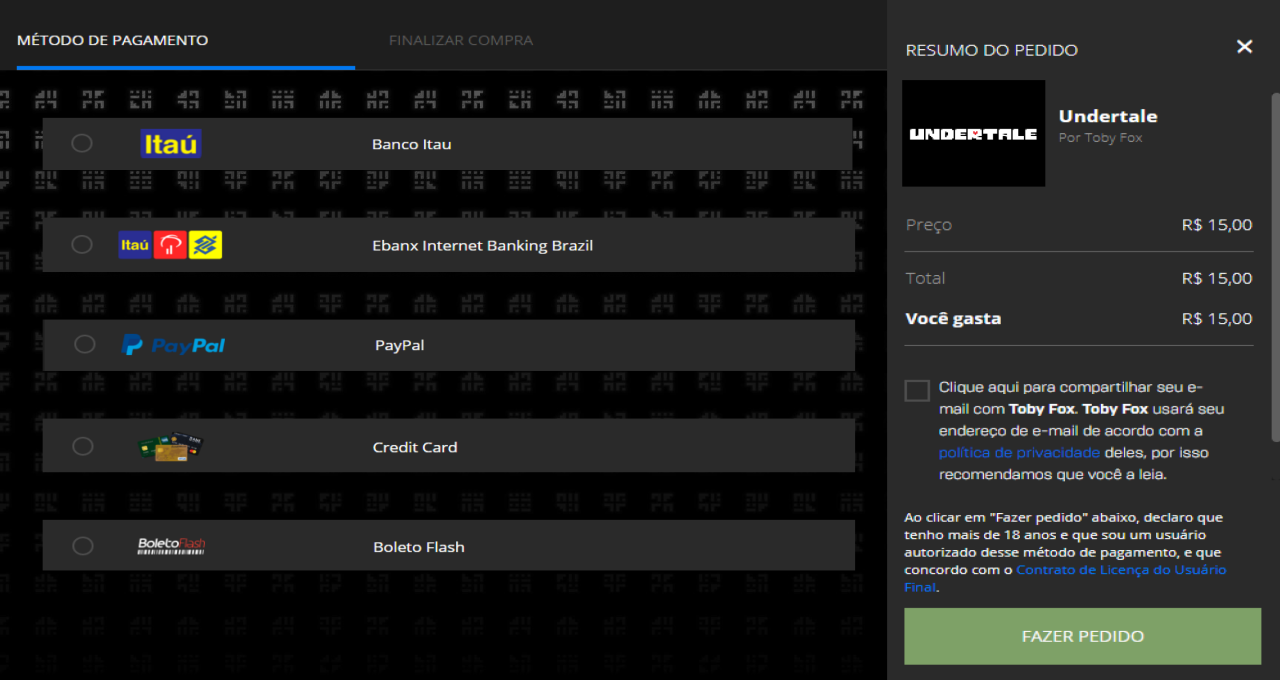 MÉTODO DE PAGAMENTO
FINALIZAR COMPRA
Itaú
Banco Itau
Itaú
Ebanx Internet Banking Brazil
PayPal
PayPal
Credit Card
BoletoFlash
Boleto Flash
RESUMO DO PEDIDO
UNDERTALE
Undertale
Por Toby Fox
Preço R$ 15,00
Total R$ 15,00
Você gasta R$ 15,00
Clique aqui para compartilhar seu e-
mail com Toby Fox. Toby Fox usará seu
endereço de e-mail de acordo com a
política de privacidade deles, por isso
recomendamos que você a leia.
Ao clicar em "Fazer pedido" abaixo, declaro que
tenho mais de 18 anos e que sou um usuário
autorizado desse método de pagamento, e que
concordo com o Contrato de Licença do Usuário
Final.
FAZER PEDIDO